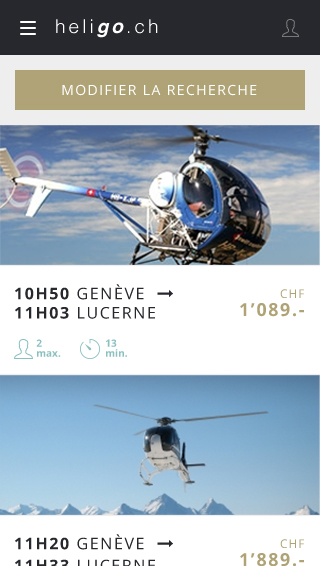 heligo.ch
MODIFIER LA RECHERCHE
10H50 GENÈVE →
11H03 LUCERNE
CHF
1’089.-
2 max.
13 min.
11H20 GENÈVE →
11H33 LUCERNE
CHF
1’889.-